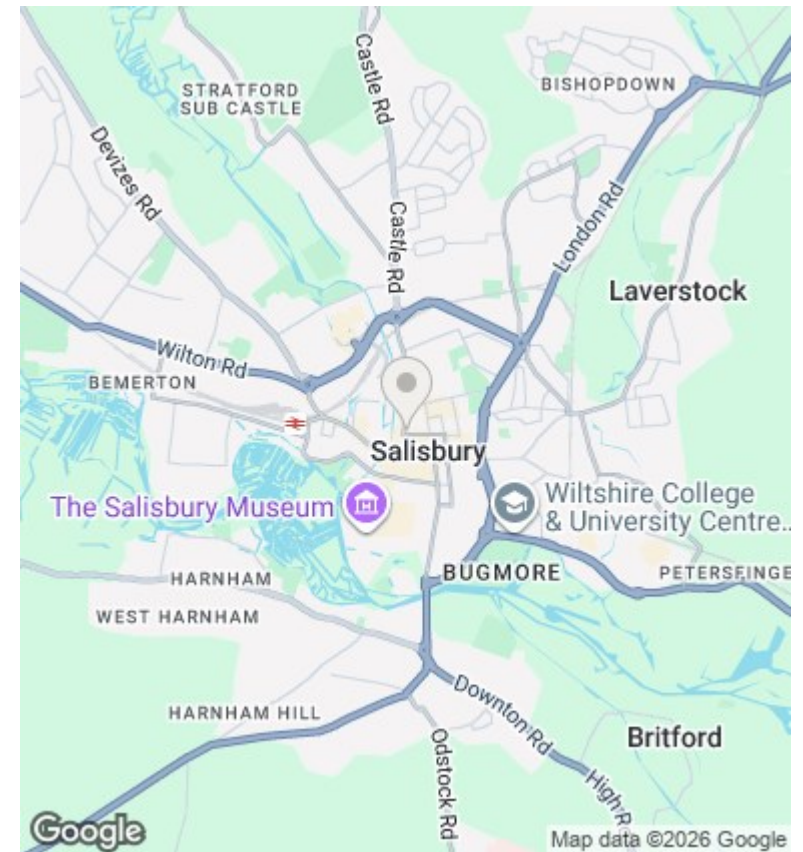 Castle Rd
STRATFORD
SUB CASTLE
BISHOPDOWN
Devizes Rd
Castle Rd
London Rd
Laverstock
Wilton Rd
BEMERTON
Salisbury
The Salisbury Museum
Wiltshire College
& University Centre...
HARNHAM
BUGMORE
PETERSFINGE
WEST HARNHAM
Downton Rd
HARNHAM HILL
Odstock Rd
Britford
High Ro
Google
Map data ©2026 Google